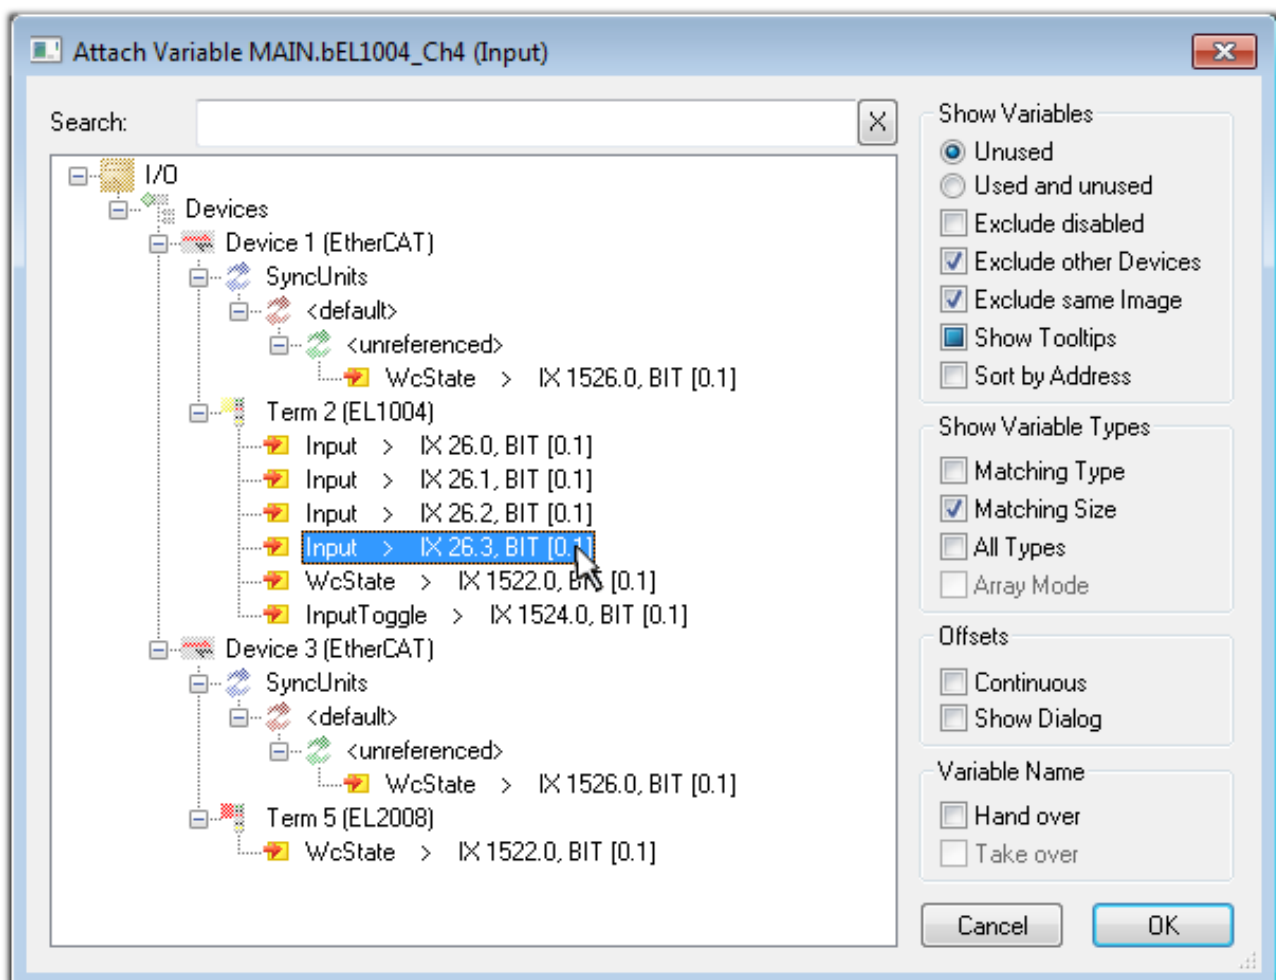 Attach Variable MAIN.bEL1004_Ch4 (Input)
Search:
X
I/O
Devices
Device 1 (EtherCAT)
SyncUnits
<default>
<unreferenced>
WcState > IX 1526.0, BIT [0.1]
Term 2 (EL1004)
Input > IX 26.0, BIT [0.1]
Input > IX 26.1, BIT [0.1]
Input > IX 26.2, BIT [0.1]
Input > IX 26.3, BIT [0.1]
WcState > IX 1522.0, BIT [0.1]
InputToggle > IX 1524.0, BIT [0.1]
Device 3 (EtherCAT)
SyncUnits
<default>
<unreferenced>
WcState > IX 1526.0, BIT [0.1]
Term 5 (EL2008)
WcState > IX 1522.0, BIT [0.1]
Show Variables
Unused
Used and unused
Exclude disabled
Exclude other Devices
Exclude same Image
Show Tooltips
Sort by Address
Show Variable Types
Matching Type
Matching Size
All Types
Array Mode
Offsets
Continuous
Show Dialog
Variable Name
Hand over
Take over
Cancel
OK